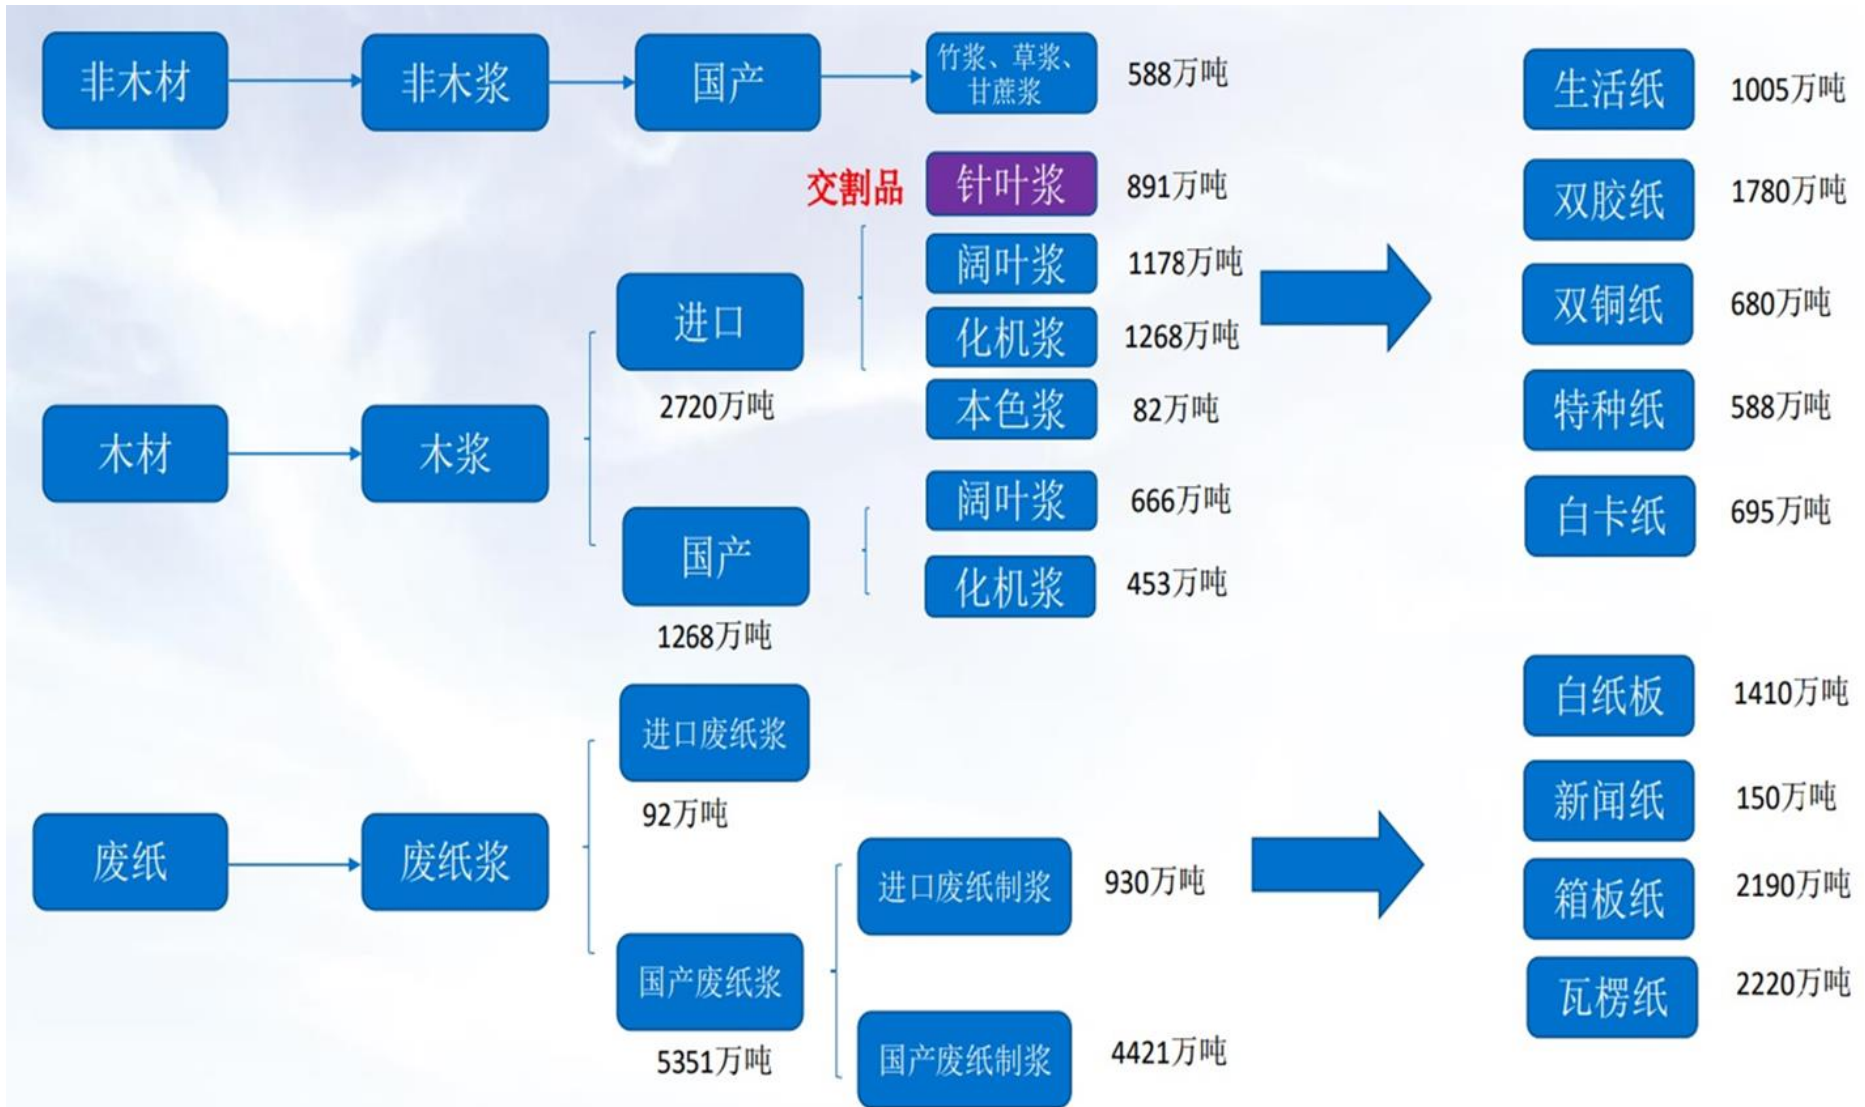 非木材
非木浆
国产
竹浆、草浆、
甘蔗浆
588万吨
生活纸
1005万吨
交割品
针叶浆
891万吨
双胶纸
1780万吨
阔叶浆
1178万吨
进口
2720万吨
化机浆
1268万吨
双铜纸
680万吨
本色浆
82万吨
特种纸
588万吨
木材
木浆
阔叶浆
666万吨
白卡纸
695万吨
国产
1268万吨
化机浆
453万吨
进口废纸浆
92万吨
白纸板
1410万吨
新闻纸
150万吨
废纸
废纸浆
进口废纸制浆
930万吨
箱板纸
2190万吨
国产废纸浆
5351万吨
瓦楞纸
2220万吨
国产废纸制浆
4421万吨